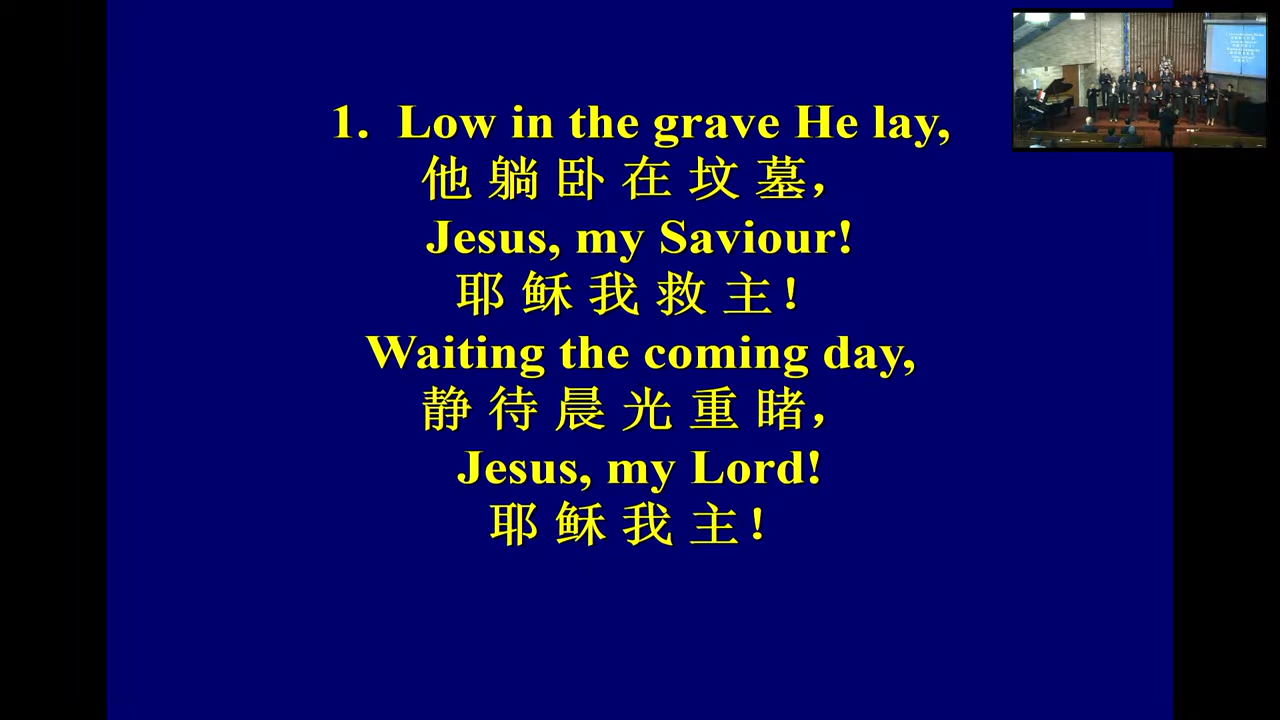 1. Low in the grave He lay,
他 躺 卧 在 坟 墓，
Jesus, my Saviour!
耶 稣 我 救 主！
Waiting the coming day,
静 待 晨 光 重 睹，
Jesus, my Lord!
耶 稣 我 主！